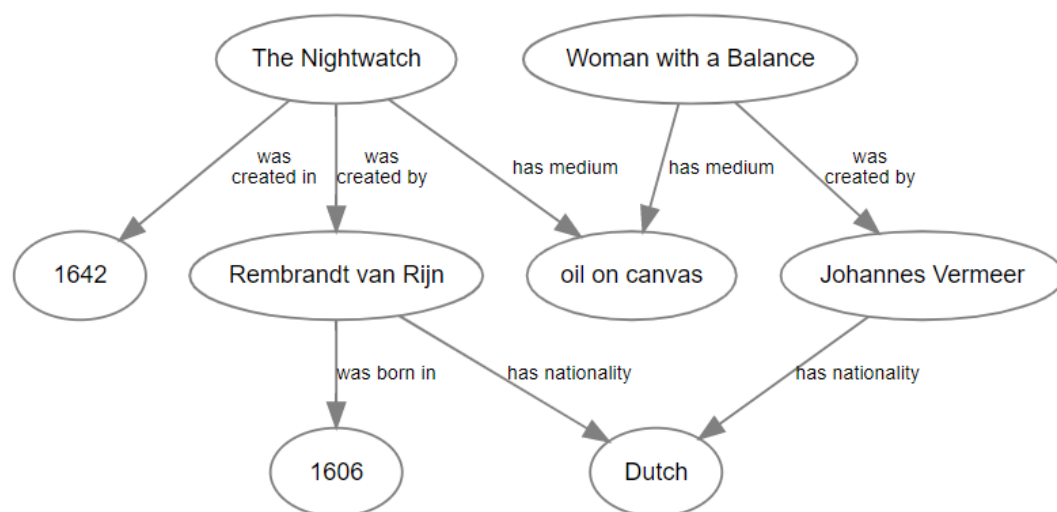 The Nightwatch
Woman with a Balance
was
created in
was
created by
has medium
has medium
was
created by
1642
Rembrandt van Rijn
oil on canvas
Johannes Vermeer
was born in
has nationality
has nationality
1606
Dutch